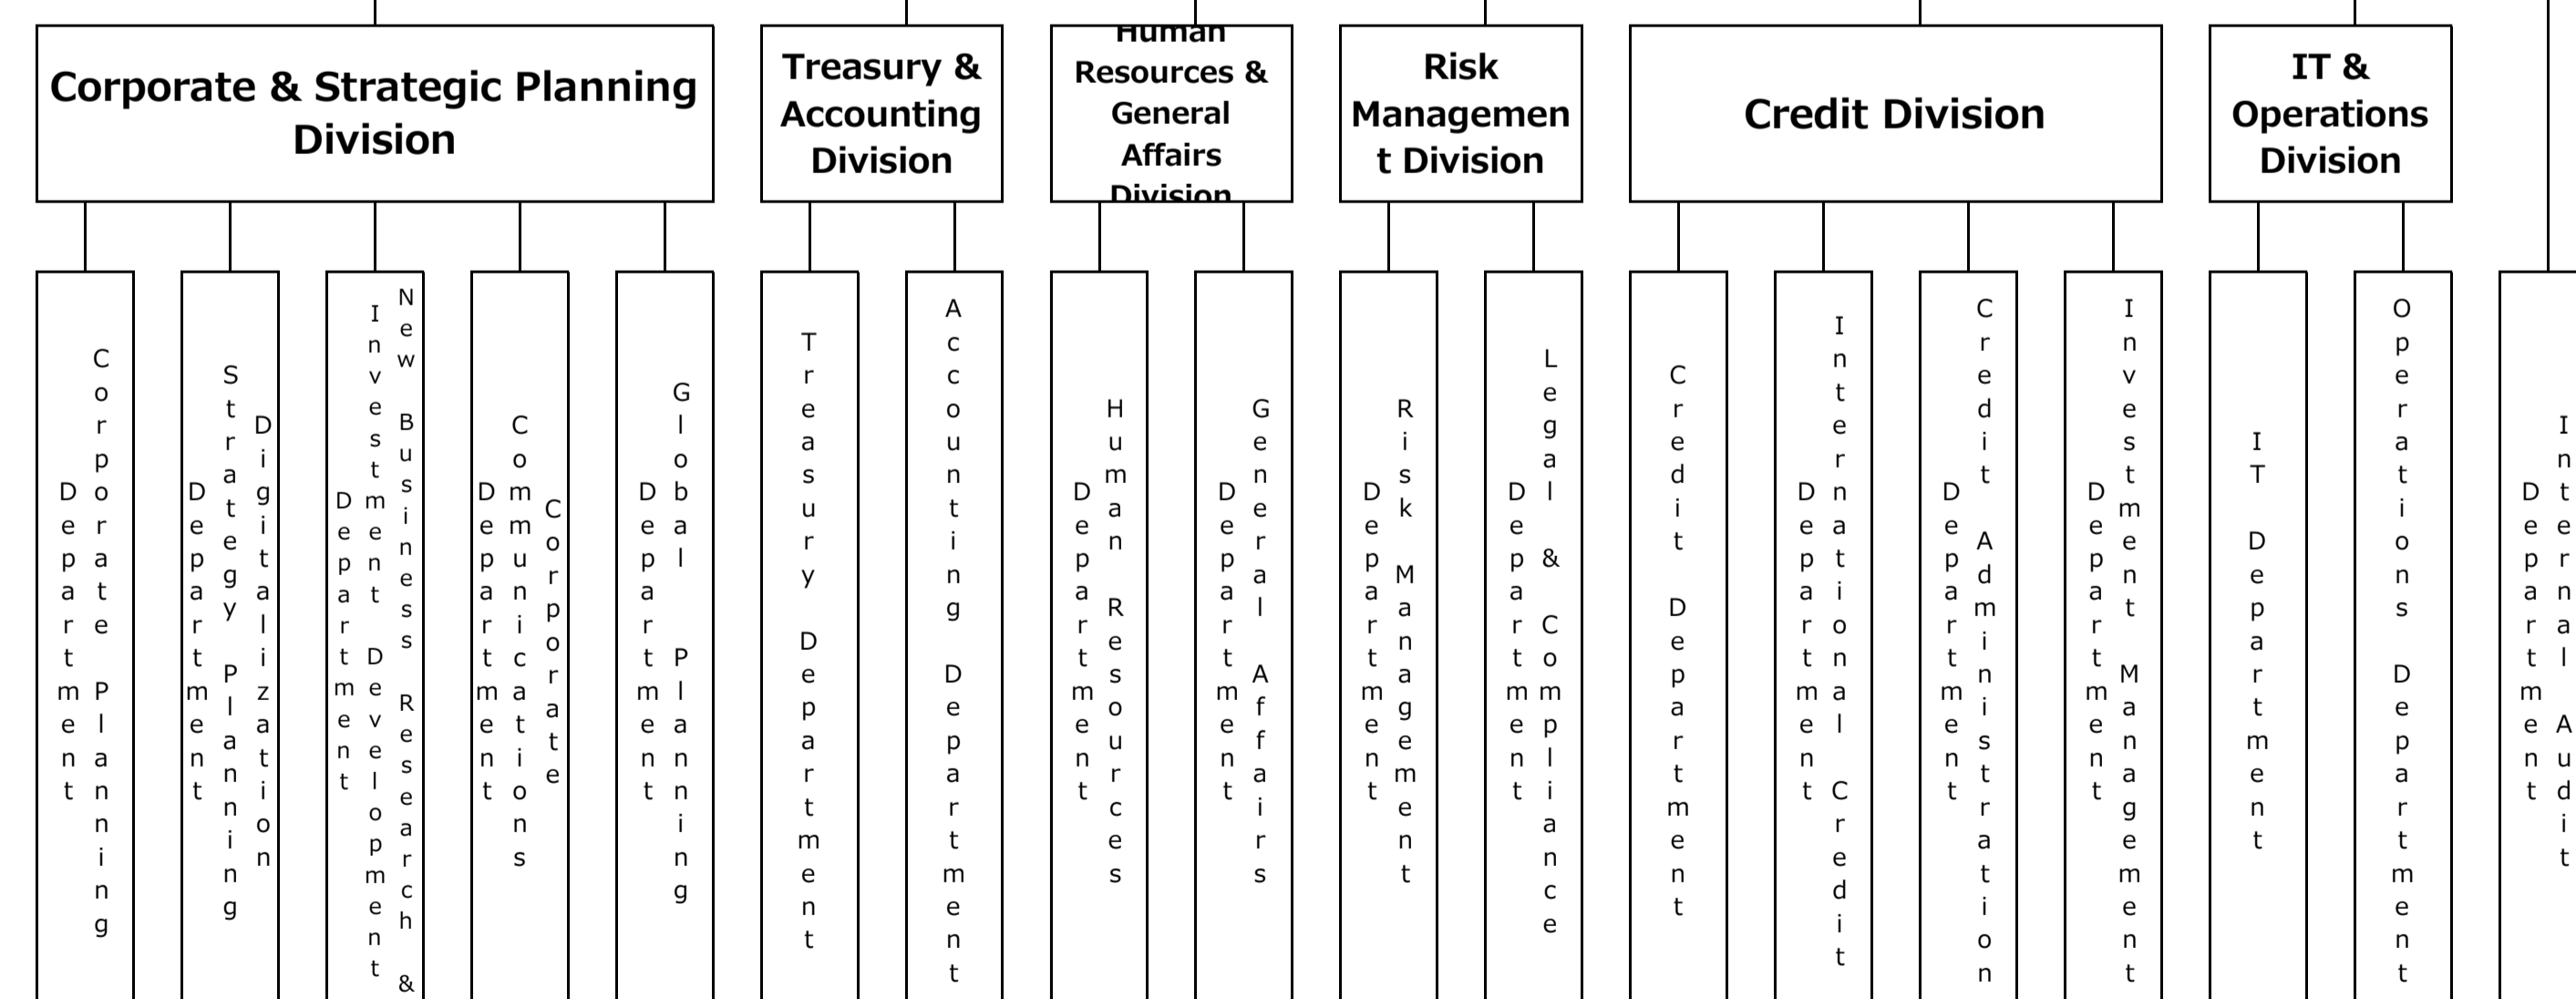 Corporate & Strategic Planning
Division
Treasury &
Accounting
Division
Human
Resources &
General
Affairs
Division
Risk
Managemen
t Division
Credit Division
IT &
Operations
Division
Corporate Planning
Department
Digitalization
Strategy Planning
Department
New Business Research &
Investment Development
Department
Corporate
Communications
Department
Global Planning
Department
Treasury Department
Accounting Department
Human Resources
Department
General Affairs
Department
Risk Management
Department
Legal & Compliance
Department
Credit Department
International Credit
Department
Credit Administration
Department
Investment Management
Department
IT Department
Operations Department
Internal Audit
Department